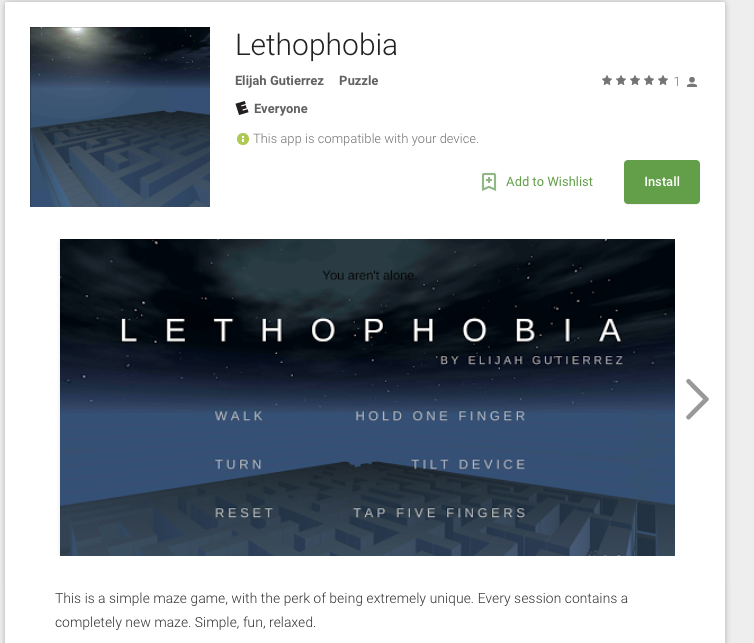 Lethophobia
Elijah Gutierrez Puzzle
1
E Everyone
This app is compatible with your device.
Add to Wishlist Install
You aren't alone.
LETHOPHOBIA
BY ELIJAH GUTIERREZ
WALK HOLD ONE FINGER
TURN TILT DEVICE
RESET TAP FIVE FINGERS
This is a simple maze game, with the perk of being extremely unique. Every session contains a
completely new maze. Simple, fun, relaxed.